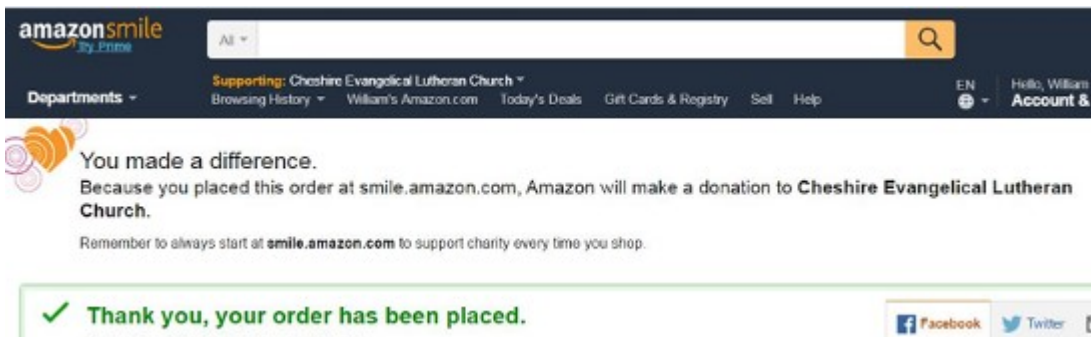 amazonsmile
Try Prime
All
Supporting: Cheshire Evangelical Lutheran Church
EN
Hello, William
Departments
Browsing History William's Amazon.com Today's Deals Gift Cards & Registry Sell Help
Account &
You made a difference.
Because you placed this order at smile.amazon.com, Amazon will make a donation to Cheshire Evangelical Lutheran
Church.
Remember to always start at smile.amazon.com to support charity every time you shop.
Thank you, your order has been placed.
Facebook Twitter